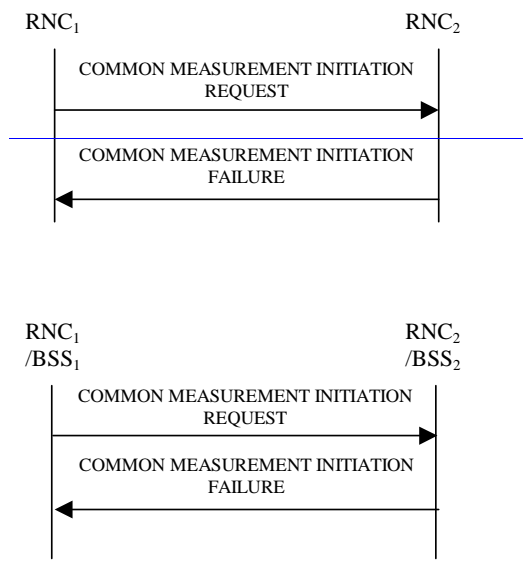 RNC₁ RNC₂
COMMON MEASUREMENT INITIATION
REQUEST
COMMON MEASUREMENT INITIATION
FAILURE
RNC₁ RNC₂
/BSS₁ /BSS₂
COMMON MEASUREMENT INITIATION
REQUEST
COMMON MEASUREMENT INITIATION
FAILURE